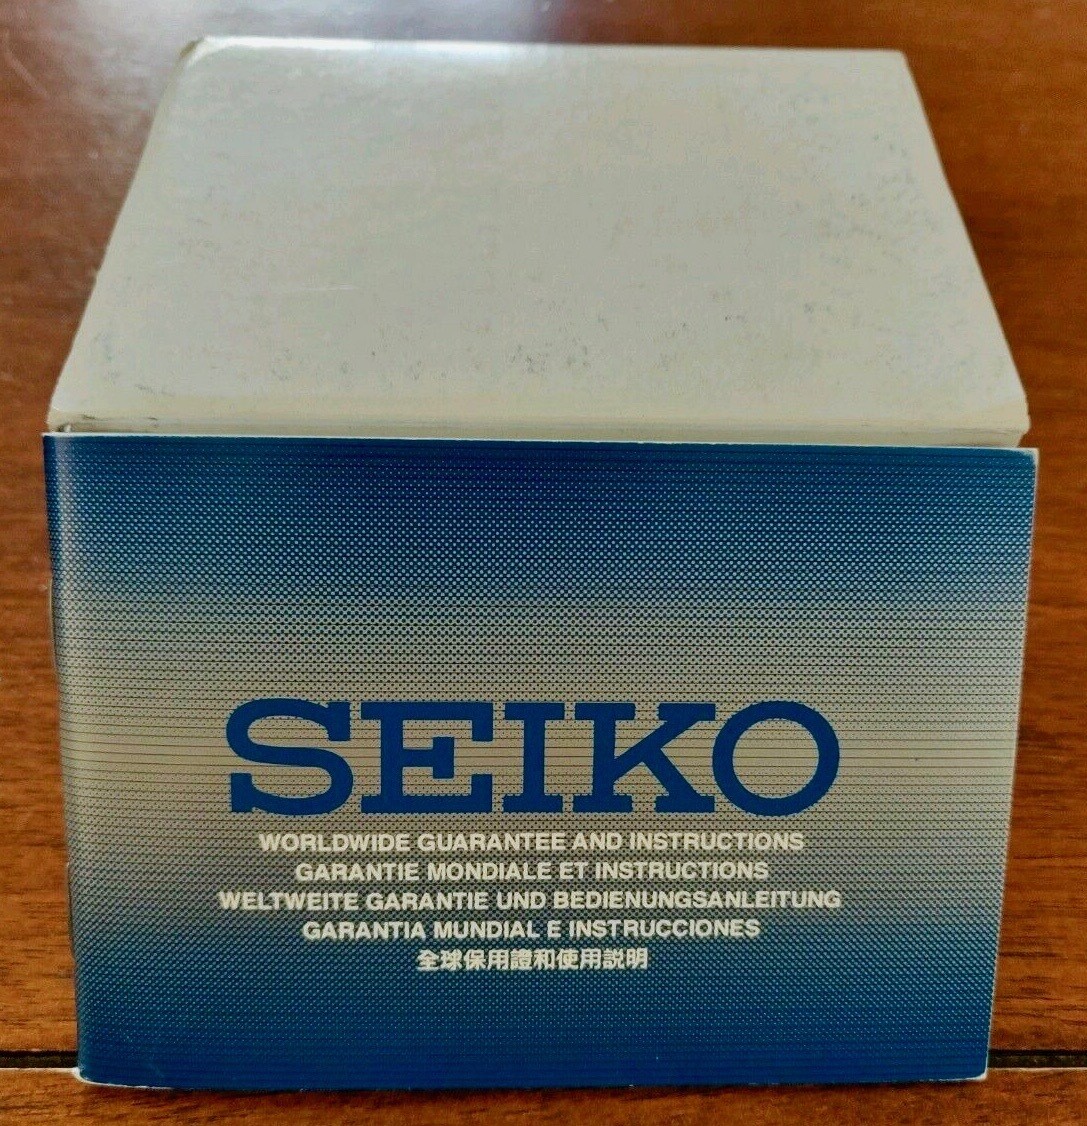 SEIKO
WORLDWIDE GUARANTEE AND INSTRUCTIONS
GARANTIE MONDIALE ET INSTRUCTIONS
WELTWEITE GARANTIE UND BEDIENUNGSANLEITUNG
GARANTIA MUNDIAL E INSTRUCCIONES
全球保用證和使用説明